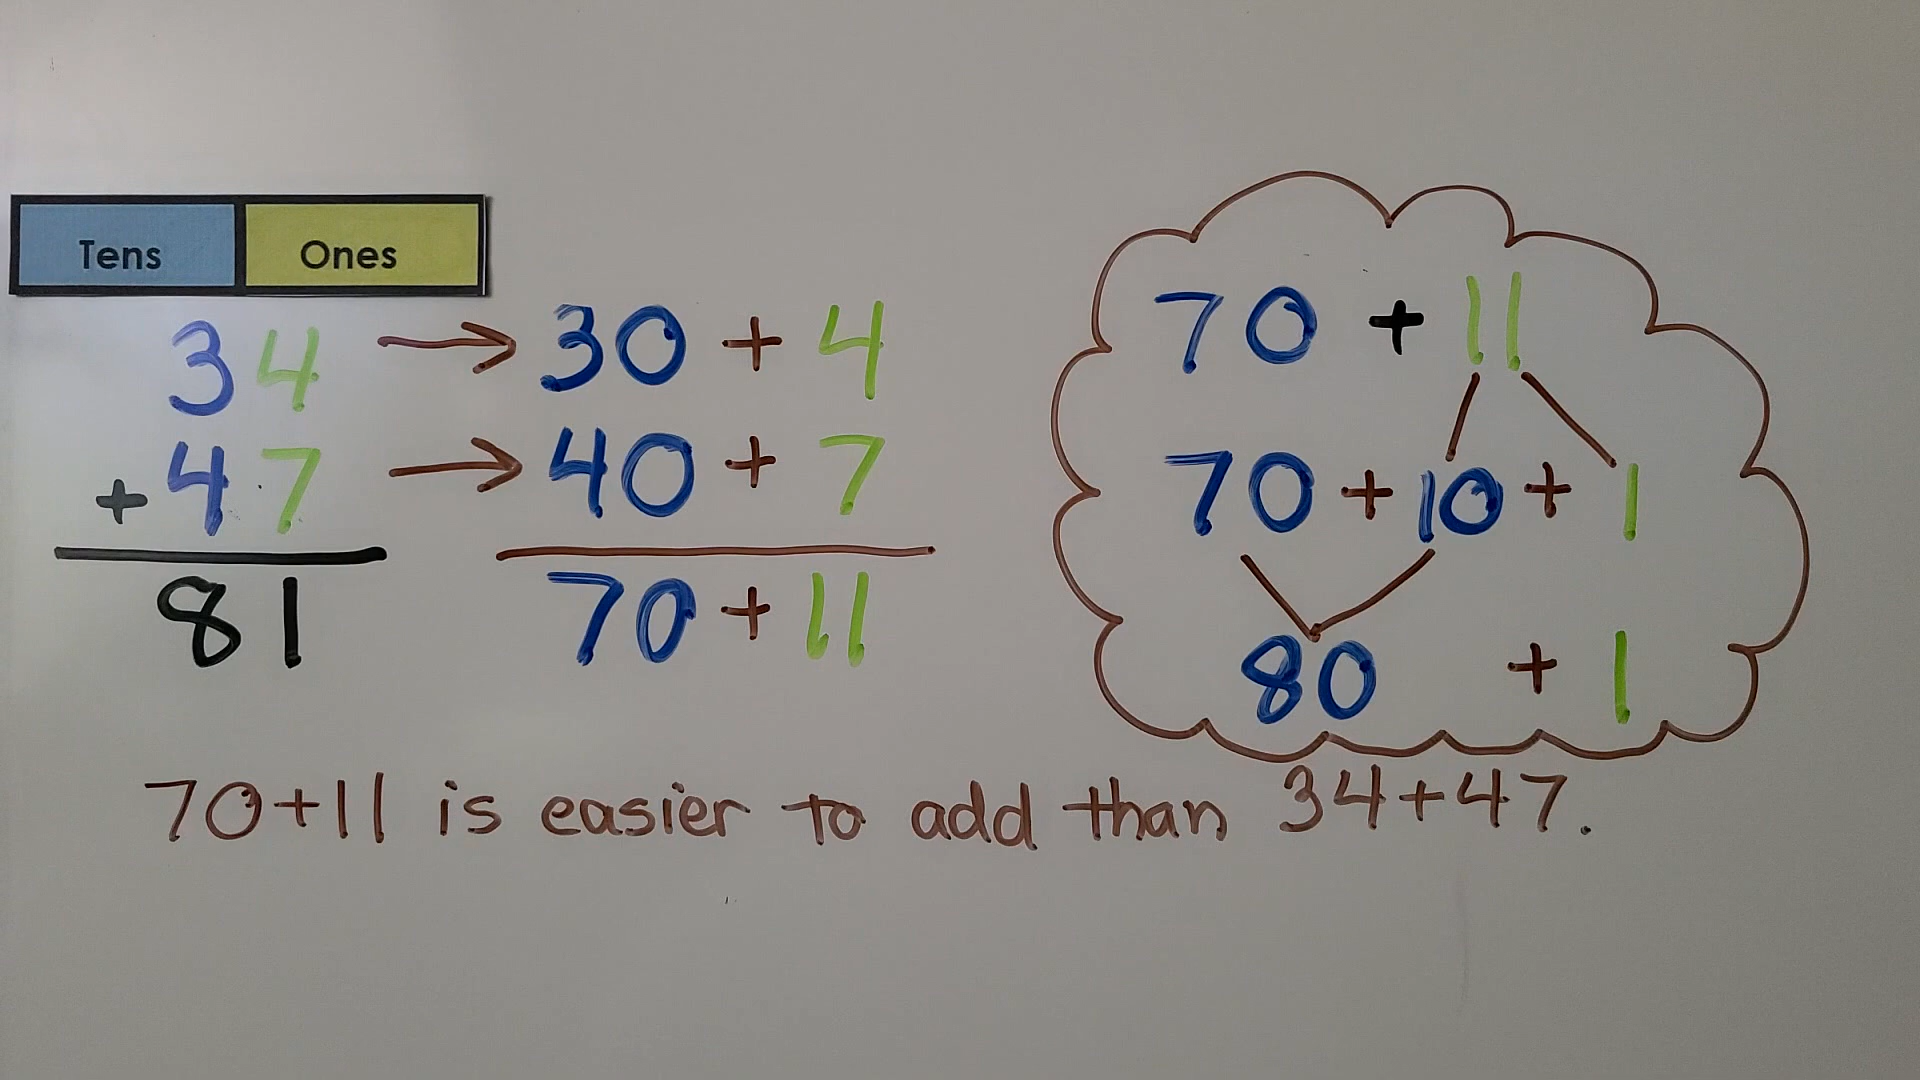 Tens Ones
34 → 30 + 4
+ 47 → 40 + 7
81 70 + 11
70 + 11
70 + 10 + 1
80 + 1
70+11 is easier to add than 34+47.